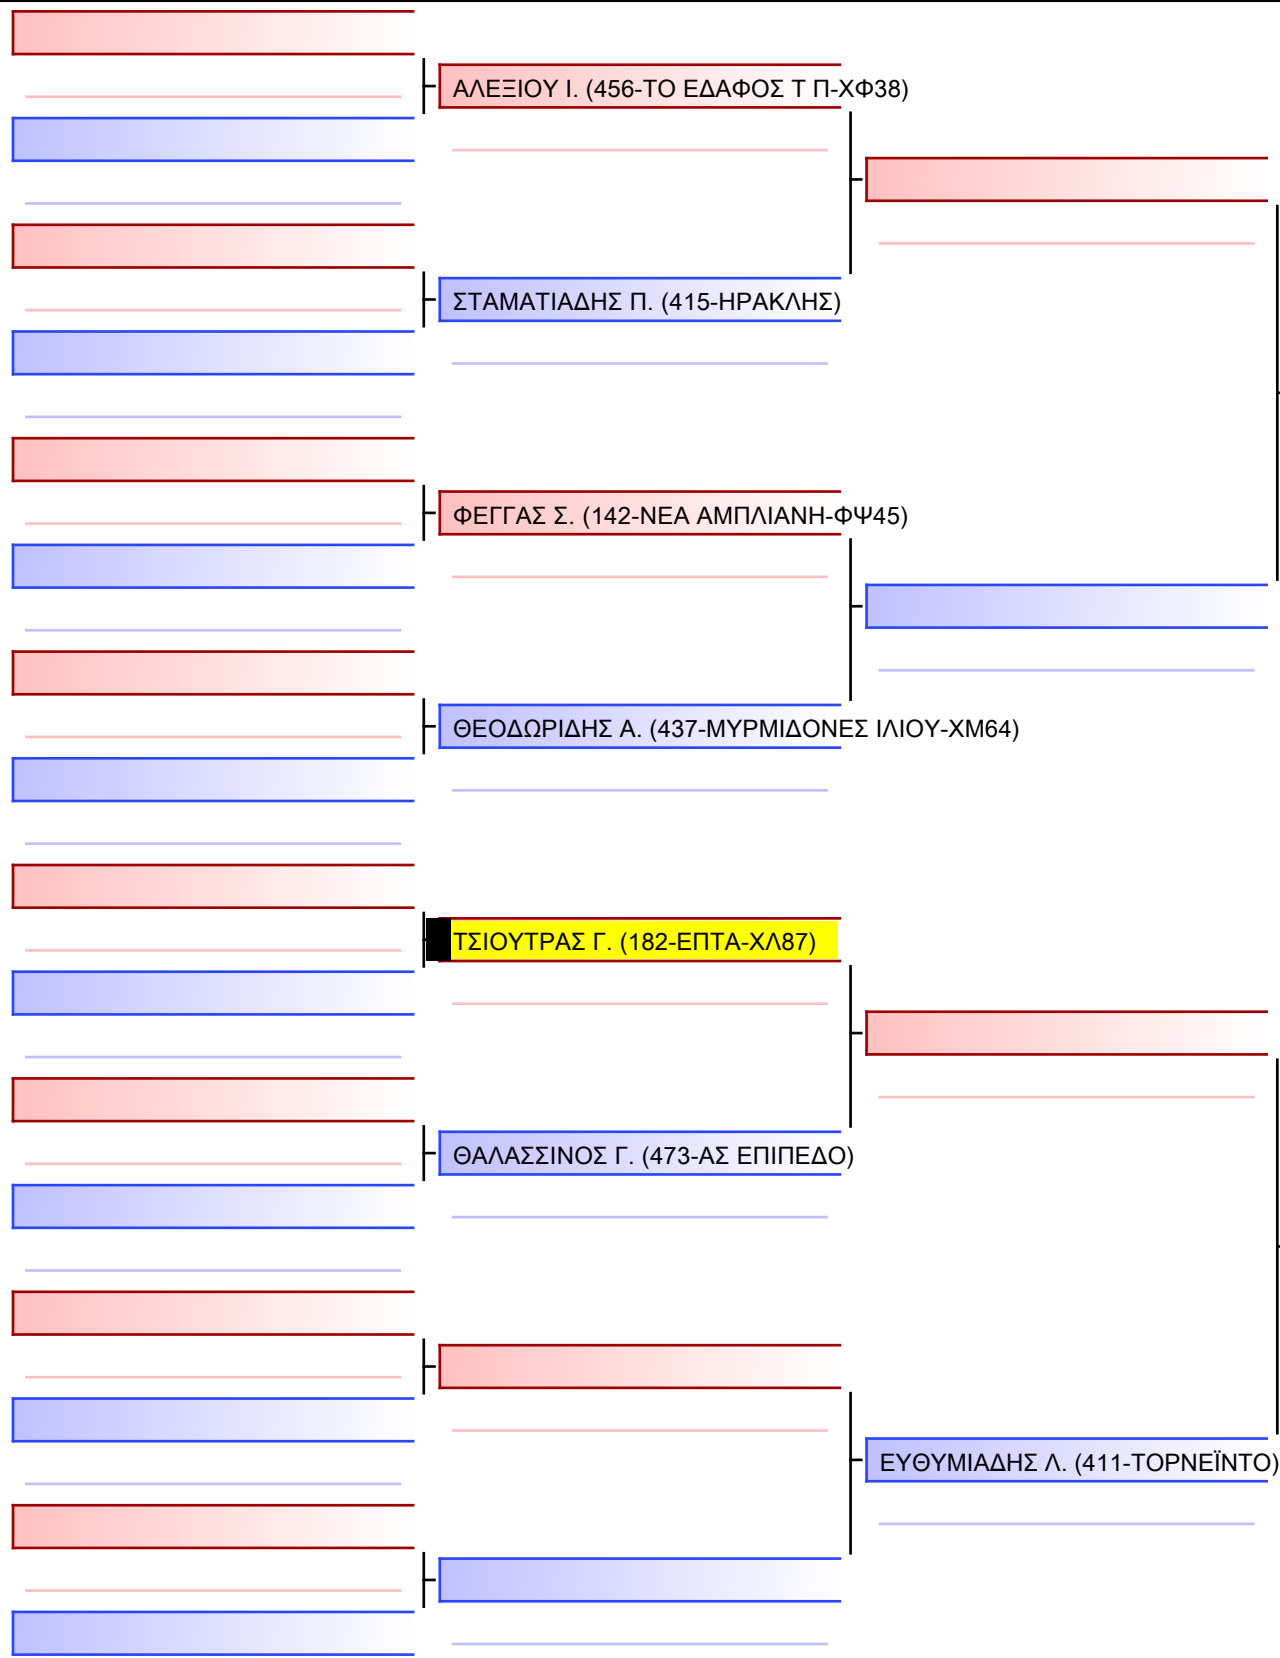 ΑΛΕΞΙΟΥ Ι. (456-ΤΟ ΕΔΑΦΟΣ Τ Π-ΧΦ38)
ΣΤΑΜΑΤΙΑΔΗΣ Π. (415-ΗΡΑΚΛΗΣ)
ΦΕΓΓΑΣ Σ. (142-ΝΕΑ ΑΜΠΛΙΑΝΗ-ΦΨ45)
ΘΕΟΔΩΡΙΔΗΣ Α. (437-ΜΥΡΜΙΔΟΝΕΣ ΙΛΙΟΥ-ΧΜ64)
ΤΣΙΟΥΤΡΑΣ Γ. (182-ΕΠΤΑ-ΧΛ87)
ΘΑΛΑΣΣΙΝΟΣ Γ. (473-ΑΣ ΕΠΙΠΕΔΟ)
ΕΥΘΥΜΙΑΔΗΣ Λ. (411-ΤΟΡΝΕΪΝΤΟ)